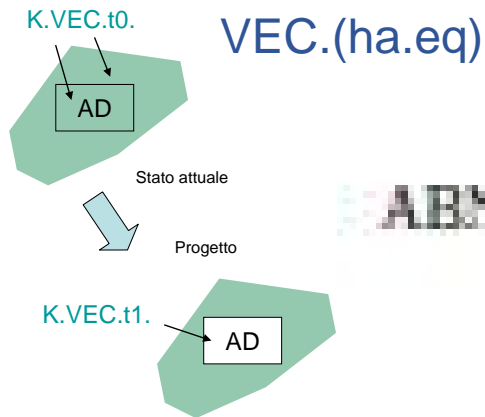 K.VEC.t0.
VEC.(ha.eq)
AD
Stato attuale
Progetto
K.VEC.t1.
AD